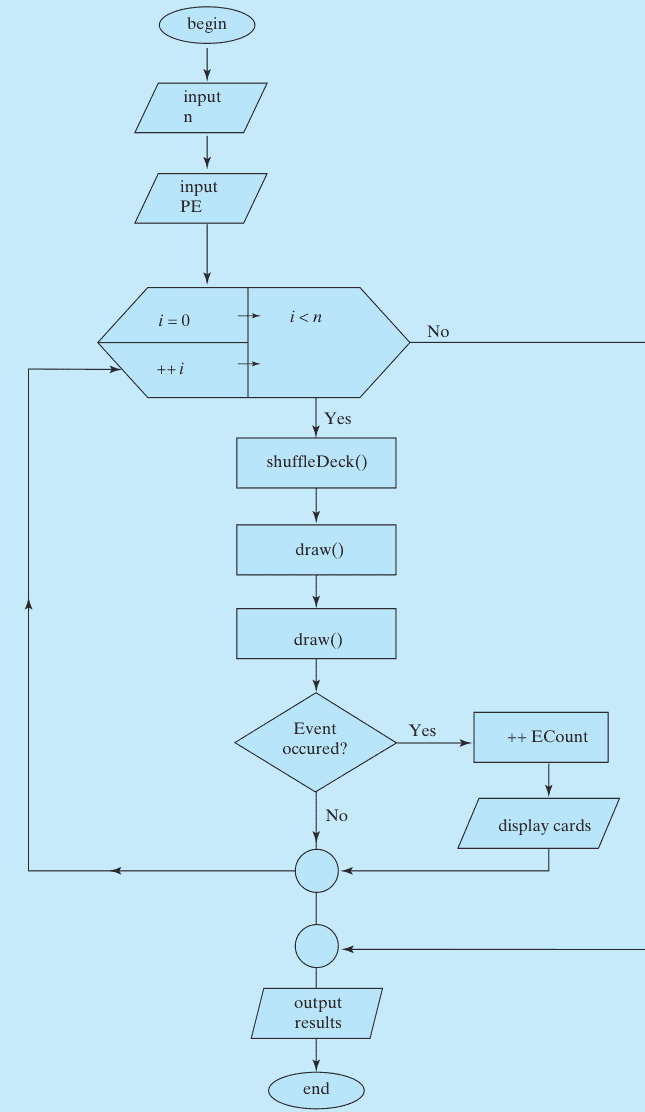 begin
input
n
input
PE
i = 0
i < n
++ i
No
Yes
shuffleDeck()
draw()
draw()
Event
occured?
Yes
++ ECount
No
display cards
output
results
end